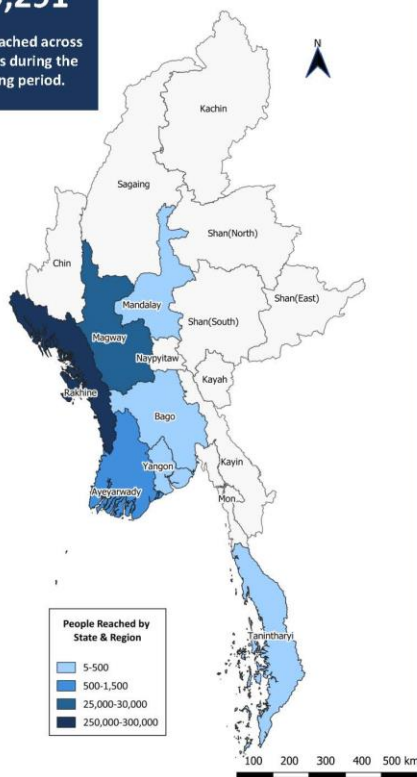 ,291
ached across
s during the
ng period.
N
Kachin
Sagaing
Shan(North)
Chin
Mandalay
Shan(East)
Shan(South)
Magway
Naypyitaw
Kayah
Rakhine
Bago
Kayin
Yangon
Ayeyarwady
Mon
Tanintharyi
People Reached by
State & Region
5-500
500-1,500
25,000-30,000
250,000-300,000
100 200 300 400 500 km